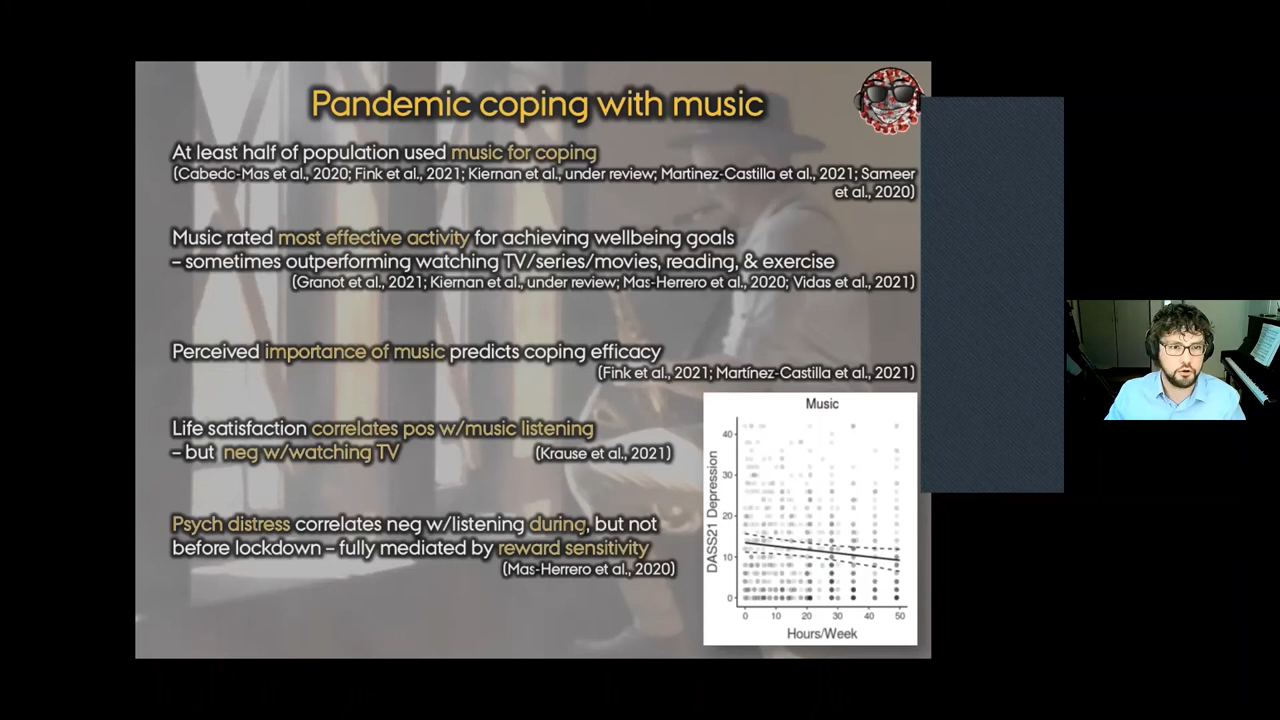 Pandemic coping with music
At least half of population used music for coping
(Cabedo-Mas et al., 2020; Fink et al., 2021; Kiernan et al., under review; Martinez-Castilla et al., 2021; Sameer
et al., 2020)
Music rated most effective activity for achieving wellbeing goals
– sometimes outperforming watching TV/series/movies, reading, & exercise
(Granot et al., 2021; Kiernan et al., under review; Mas-Herrero et al., 2020; Vidas et al., 2021)
Perceived importance of music predicts coping efficacy
(Fink et al., 2021; Martínez-Castilla et al., 2021)
Life satisfaction correlates pos w/music listening
– but neg w/watching TV
(Krause et al., 2021)
Psych distress correlates neg w/listening during, but not
before lockdown – fully mediated by reward sensitivity
(Mas-Herrero et al., 2020)
Music
DASS21 Depression
40
30
20
10
0
0 10 20 30 40 50
Hours/Week